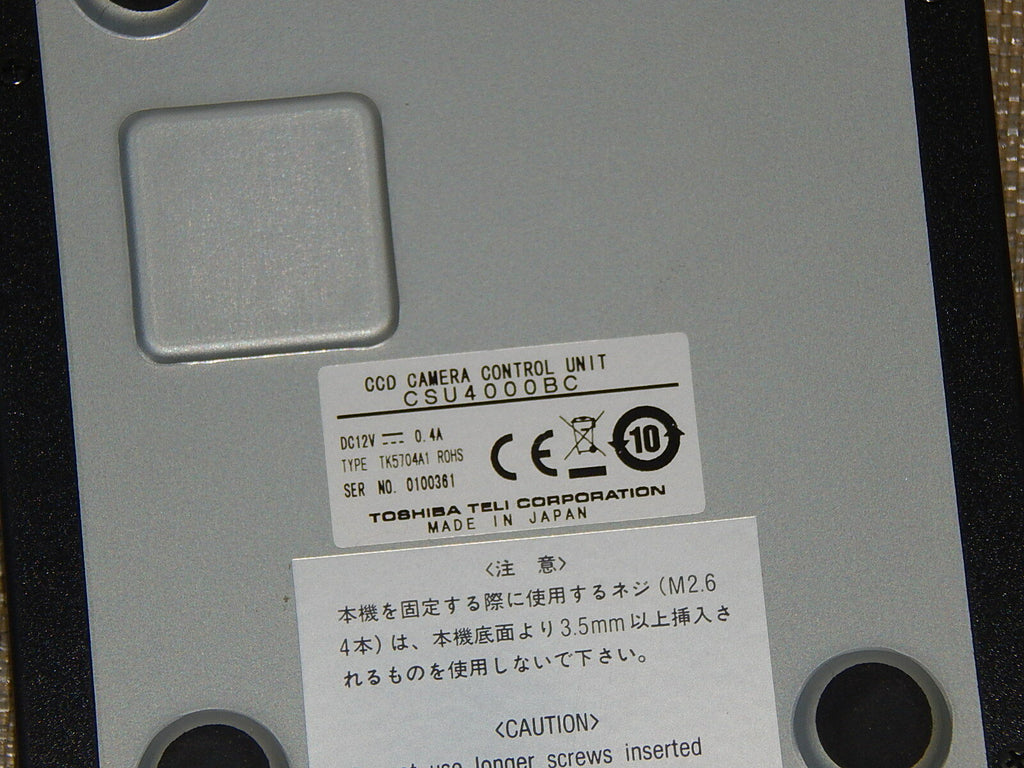 CCD CAMERA CONTROL UNIT
CSU4000BC
DC12V ⎓ 0.4A
TYPE TK5704A1 ROHS
SER NO. 0100361
CE
10
TOSHIBA TELI CORPORATION
MADE IN JAPAN
〈注 意〉
本機を固定する際に使用するネジ（M2.6
4本）は、本機底面より3.5mm以上挿入さ
れるものを使用しないで下さい。
〈CAUTION〉
use longer screws inserted